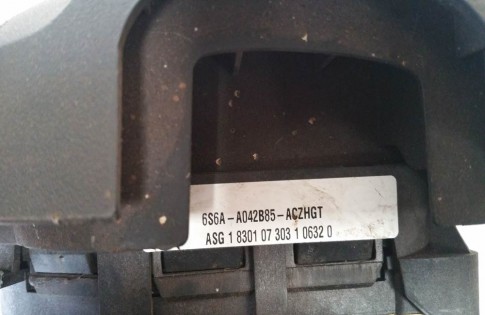 6S6A-A042B85-ACZHGT
ASG 1 8301 07 303 1 0632 0